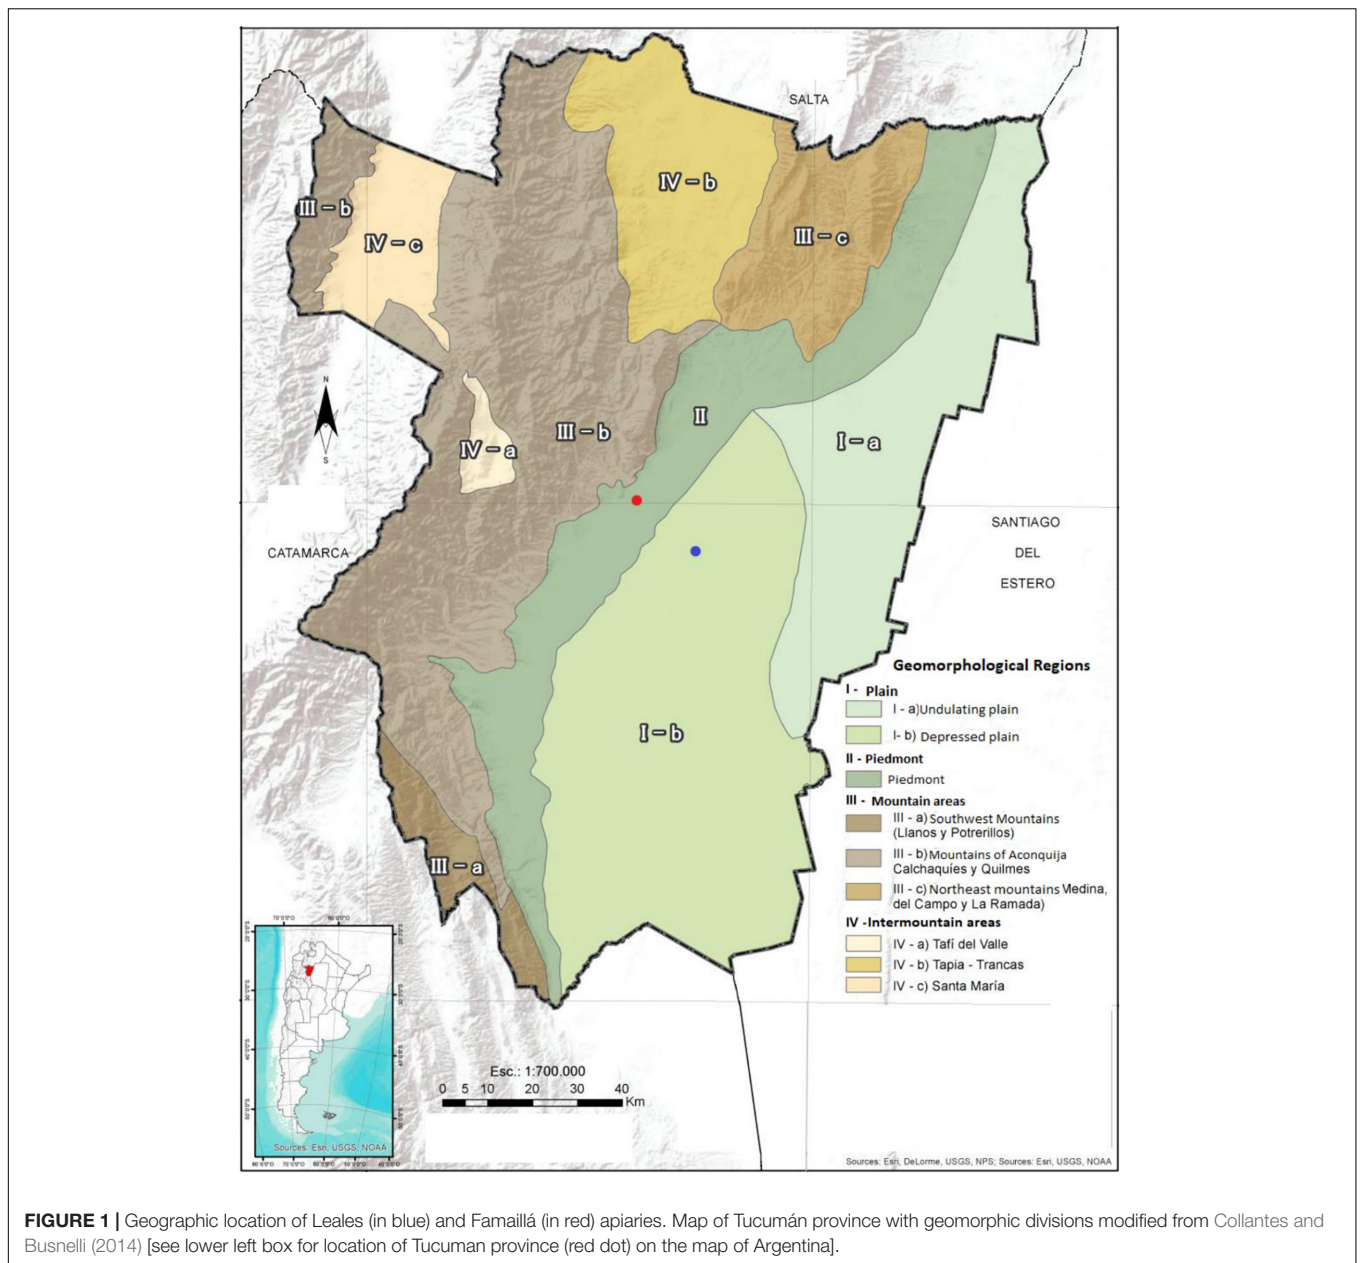 SALTA
III - b
IV - c
IV - b
III - c
N
S
II
I - a
III - b
IV - a
SANTIAGO
DEL
ESTERO
CATAMARCA
I - b
III - a
Geomorphological Regions
I - Plain
I - a)Undulating plain
I- b) Depressed plain
II - Piedmont
Piedmont
III - Mountain areas
III - a) Southwest Mountains
(Llanos y Potrerillos)
III - b)Mountains of Aconquija
Calchaquíes y Quilmes
III - c) Northeast mountains Medina,
del Campo y La Ramada)
IV -Intermountain areas
IV - a) Tafí del Valle
IV - b) Tapia - Trancas
IV - c) Santa María
Esc.: 1:700.000
0 5 10 20 30 40
Km
Sources: Esri, USGS, NOAA
Sources: Esri, DeLorme, USGS, NPS; Sources: Esri, USGS, NOAA
FIGURE 1 | Geographic location of Leales (in blue) and Famaillá (in red) apiaries. Map of Tucumán province with geomorphic divisions modified from Collantes and
Busnelli (2014) [see lower left box for location of Tucuman province (red dot) on the map of Argentina].